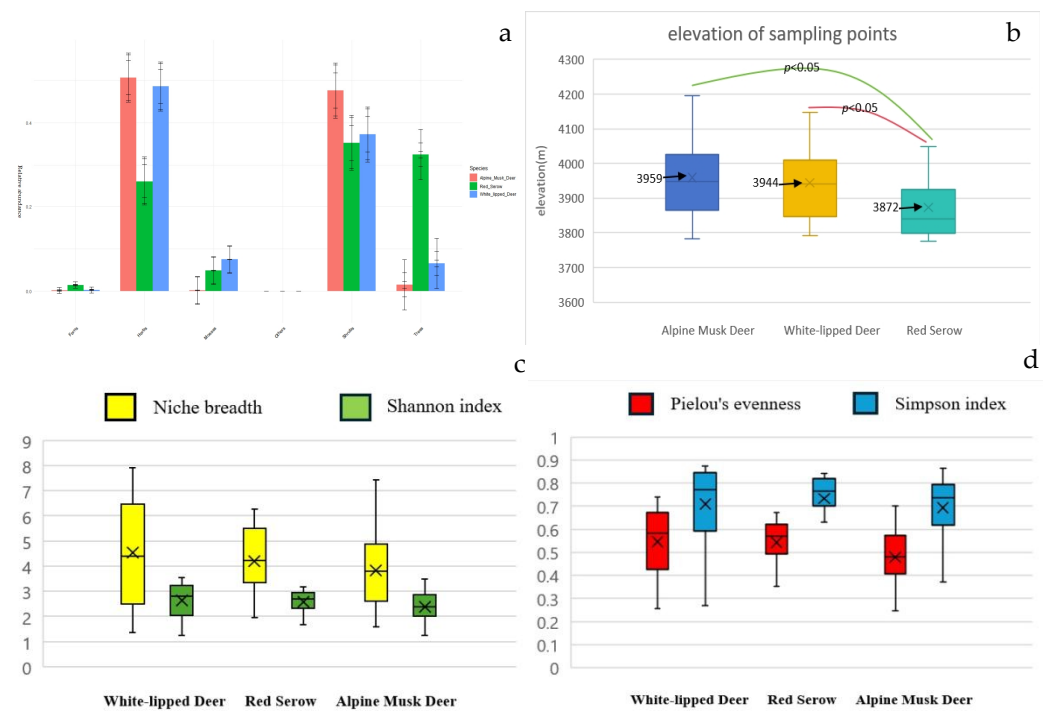 a
Relative abundance
0.4
0.2
0.0
Ferns
Herbs
Mosses
Others
Shrubs
Trees
Species
Alpine_Musk_Deer
Red_Serow
White_lipped_Deer
b
elevation of sampling points
elevation(m)
4300
4200
4100
4000
3900
3800
3700
3600
p<0.05
p<0.05
3959
3944
3872
Alpine Musk Deer
White-lipped Deer
Red Serow
c
Niche breadth
Shannon index
9
8
7
6
5
4
3
2
1
0
White-lipped Deer
Red Serow
Alpine Musk Deer
d
Pielou's evenness
Simpson index
1
0.9
0.8
0.7
0.6
0.5
0.4
0.3
0.2
0.1
0
White-lipped Deer
Red Serow
Alpine Musk Deer